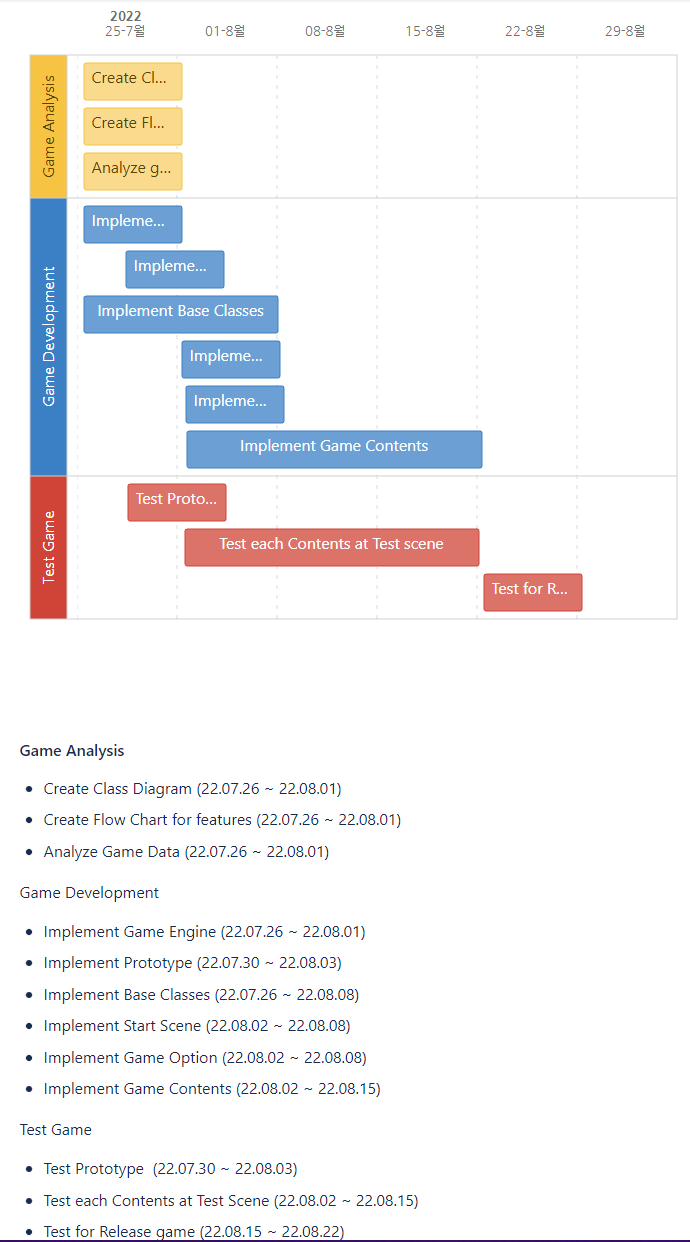 2022
25-7월 01-8월 08-8월 15-8월 22-8월 29-8월
Game Analysis
Create Cl...
Create Fl...
Analyze g...
Game Development
Impleme...
Impleme...
Implement Base Classes
Impleme...
Impleme...
Implement Game Contents
Test Game
Test Proto...
Test each Contents at Test scene
Test for R...
Game Analysis
• Create Class Diagram (22.07.26 ~ 22.08.01)
• Create Flow Chart for features (22.07.26 ~ 22.08.01)
• Analyze Game Data (22.07.26 ~ 22.08.01)
Game Development
• Implement Game Engine (22.07.26 ~ 22.08.01)
• Implement Prototype (22.07.30 ~ 22.08.03)
• Implement Base Classes (22.07.26 ~ 22.08.08)
• Implement Start Scene (22.08.02 ~ 22.08.08)
• Implement Game Option (22.08.02 ~ 22.08.08)
• Implement Game Contents (22.08.02 ~ 22.08.15)
Test Game
• Test Prototype (22.07.30 ~ 22.08.03)
• Test each Contents at Test Scene (22.08.02 ~ 22.08.15)
• Test for Release game (22.08.15 ~ 22.08.22)